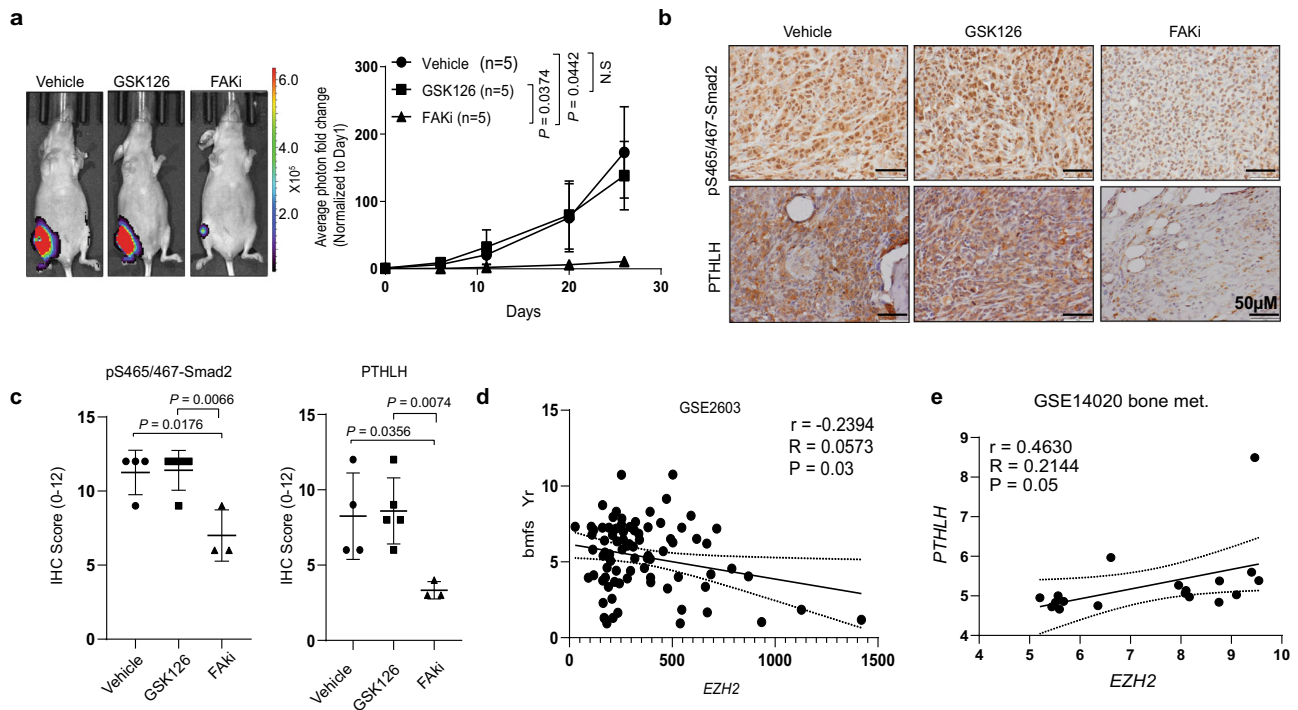 a
Vehicle GSK126 FAKi
6.0
4.0
2.0
X10⁵
Average photon fold change
(Normalized to Day1)
300
200
100
0
0 10 20 30
Days
Vehicle (n=5)
GSK126 (n=5)
FAKi (n=5)
P = 0.0374
P = 0.0442
N.S
b
Vehicle GSK126 FAKi
pS465/467-Smad2
PTHLH
50µM
c
pS465/467-Smad2
P = 0.0066
P = 0.0176
IHC Score (0-12)
15
10
5
0
Vehicle GSK126 FAKi
PTHLH
P = 0.0074
P = 0.0356
IHC Score (0-12)
15
10
5
0
Vehicle GSK126 FAKi
d
GSE2603
r = -0.2394
R = 0.0573
P = 0.03
bmfs Yr
15
10
5
0
0 500 1000 1500
EZH2
e
GSE14020 bone met.
r = 0.4630
R = 0.2144
P = 0.05
PTHLH
9
8
7
6
5
4
4 5 6 7 8 9 10
EZH2